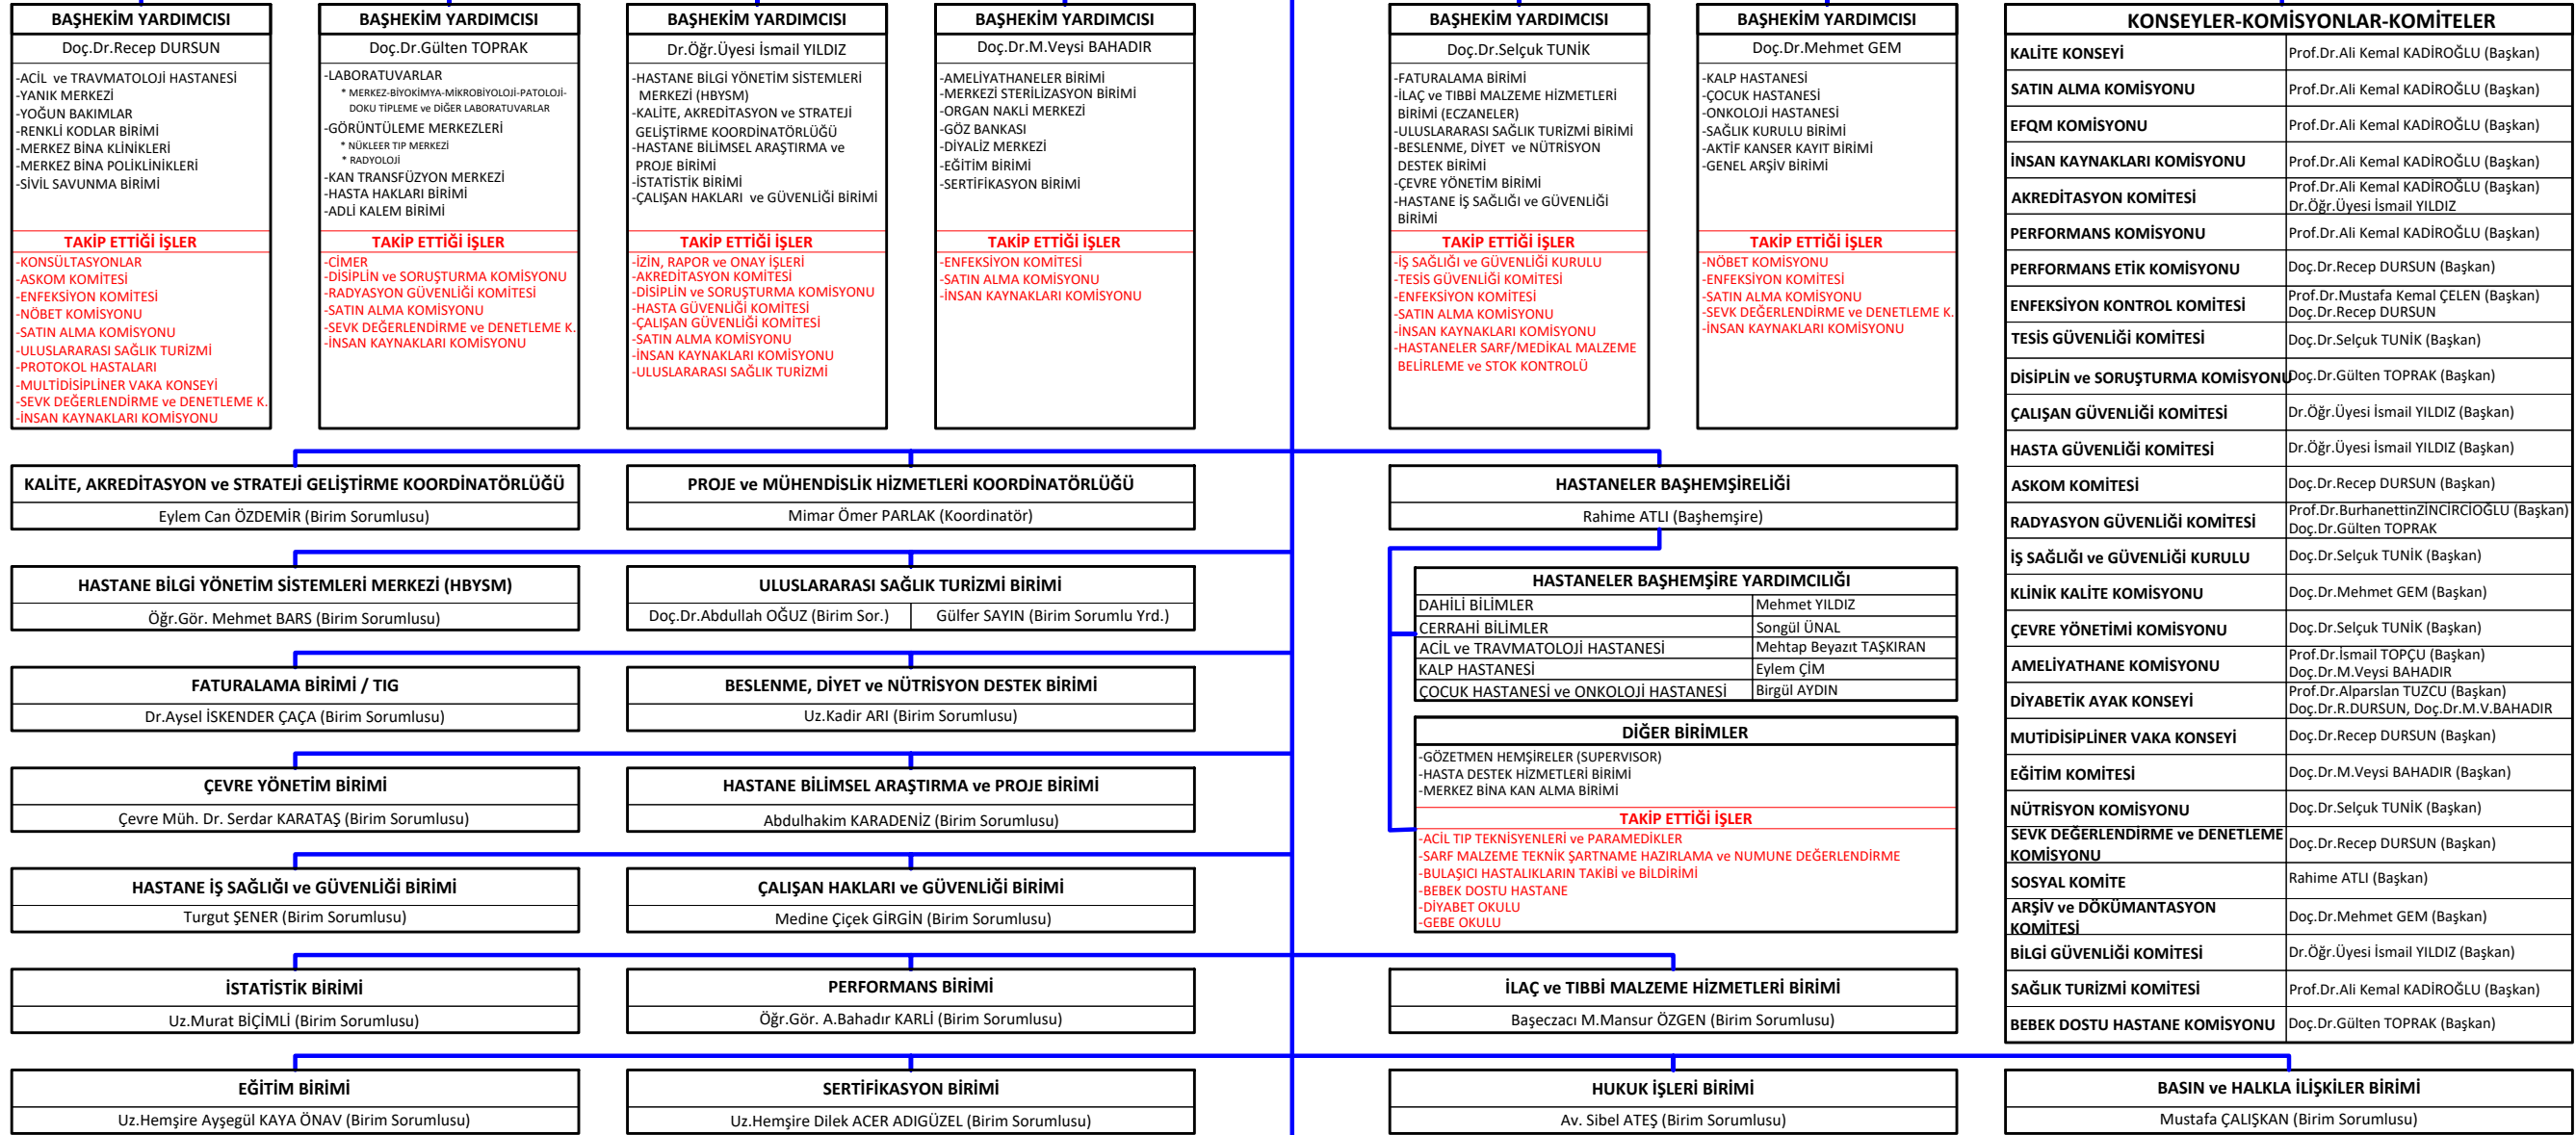 BAŞHEKİM YARDIMCISI
Doç.Dr.Recep DURSUN
-ACİL ve TRAVMATOLOJİ HASTANESİ
-YANIK MERKEZİ
-YOĞUN BAKIMLAR
-RENKLİ KODLAR BİRİMİ
-MERKEZ BİNA KLİNİKLERİ
-MERKEZ BİNA POLİKLİNİKLERİ
-SİVİL SAVUNMA BİRİMİ
TAKİP ETTİĞİ İŞLER
-KONSÜLTASYONLAR
-ASKOM KOMİTESİ
-ENFEKSİYON KOMİTESİ
-NÖBET KOMİSYONU
-SATIN ALMA KOMİSYONU
-ULUSLARARASI SAĞLIK TURİZMİ
-PROTOKOL HASTALARI
-MULTİDİSİPLİNER VAKA KONSEYİ
-SEVK DEĞERLENDİRME ve DENETLEME K.
-İNSAN KAYNAKLARI KOMİSYONU
BAŞHEKİM YARDIMCISI
Doç.Dr.Gülten TOPRAK
-LABORATUVARLAR
* MERKEZ-BİYOKİMYA-MİKROBİYOLOJİ-PATOLOJİ-
DOKU TİPLEME ve DİĞER LABORATUVARLAR
-GÖRÜNTÜLEME MERKEZLERİ
* NÜKLEER TIP MERKEZİ
* RADYOLOJİ
-KAN TRANSFÜZYON MERKEZİ
-HASTA HAKLARI BİRİMİ
-ADLİ KALEM BİRİMİ
TAKİP ETTİĞİ İŞLER
-CİMER
-DİSİPLİN ve SORUŞTURMA KOMİSYONU
-RADYASYON GÜVENLİĞİ KOMİTESİ
-SATIN ALMA KOMİSYONU
-SEVK DEĞERLENDİRME ve DENETLEME K.
-İNSAN KAYNAKLARI KOMİSYONU
BAŞHEKİM YARDIMCISI
Dr.Öğr.Üyesi İsmail YILDIZ
-HASTANE BİLGİ YÖNETİM SİSTEMLERİ
MERKEZİ (HBYSM)
-KALİTE, AKREDİTASYON ve STRATEJİ
GELİŞTİRME KOORDİNATÖRLÜĞÜ
-HASTANE BİLİMSEL ARAŞTIRMA ve
PROJE BİRİMİ
-İSTATİSTİK BİRİMİ
-ÇALIŞAN HAKLARI ve GÜVENLİĞİ BİRİMİ
TAKİP ETTİĞİ İŞLER
-İZİN, RAPOR ve ONAY İŞLERİ
-AKREDİTASYON KOMİTESİ
-DİSİPLİN ve SORUŞTURMA KOMİSYONU
-HASTA GÜVENLİĞİ KOMİTESİ
-ÇALIŞAN GÜVENLİĞİ KOMİTESİ
-SATIN ALMA KOMİSYONU
-İNSAN KAYNAKLARI KOMİSYONU
-ULUSLARARASI SAĞLIK TURİZMİ
BAŞHEKİM YARDIMCISI
Doç.Dr.M.Veysi BAHADIR
-AMELİYATHANELER BİRİMİ
-MERKEZİ STERİLİZASYON BİRİMİ
-ORGAN NAKLİ MERKEZİ
-GÖZ BANKASI
-DİYALİZ MERKEZİ
-EĞİTİM BİRİMİ
-SERTİFİKASYON BİRİMİ
TAKİP ETTİĞİ İŞLER
-ENFEKSİYON KOMİTESİ
-SATIN ALMA KOMİSYONU
-İNSAN KAYNAKLARI KOMİSYONU
BAŞHEKİM YARDIMCISI
Doç.Dr.Selçuk TUNİK
-FATURALAMA BİRİMİ
-İLAÇ ve TIBBİ MALZEME HİZMETLERİ
BİRİMİ (ECZANELER)
-ULUSLARARASI SAĞLIK TURİZMİ BİRİMİ
-BESLENME, DİYET ve NÜTRİSYON
DESTEK BİRİMİ
-ÇEVRE YÖNETİM BİRİMİ
-HASTANE İŞ SAĞLIĞI ve GÜVENLİĞİ
BİRİMİ
TAKİP ETTİĞİ İŞLER
-İŞ SAĞLIĞI ve GÜVENLİĞİ KURULU
-TESİS GÜVENLİĞİ KOMİTESİ
-ENFEKSİYON KOMİTESİ
-SATIN ALMA KOMİSYONU
-İNSAN KAYNAKLARI KOMİSYONU
-HASTANELER SARF/MEDİKAL MALZEME
BELİRLEME ve STOK KONTROLÜ
BAŞHEKİM YARDIMCISI
Doç.Dr.Mehmet GEM
-KALP HASTANESİ
-ÇOCUK HASTANESİ
-ONKOLOJİ HASTANESİ
-SAĞLIK KURULU BİRİMİ
-AKTİF KANSER KAYIT BİRİMİ
-GENEL ARŞİV BİRİMİ
TAKİP ETTİĞİ İŞLER
-NÖBET KOMİSYONU
-ENFEKSİYON KOMİTESİ
-SATIN ALMA KOMİSYONU
-SEVK DEĞERLENDİRME ve DENETLEME K.
-İNSAN KAYNAKLARI KOMİSYONU
KONSEYLER-KOMİSYONLAR-KOMİTELER
KALİTE KONSEYİ Prof.Dr.Ali Kemal KADİROĞLU (Başkan)
SATIN ALMA KOMİSYONU Prof.Dr.Ali Kemal KADİROĞLU (Başkan)
EFQM KOMİSYONU Prof.Dr.Ali Kemal KADİROĞLU (Başkan)
İNSAN KAYNAKLARI KOMİSYONU Prof.Dr.Ali Kemal KADİROĞLU (Başkan)
AKREDİTASYON KOMİTESİ Prof.Dr.Ali Kemal KADİROĞLU (Başkan)
Dr.Öğr.Üyesi İsmail YILDIZ
PERFORMANS KOMİSYONU Prof.Dr.Ali Kemal KADİROĞLU (Başkan)
PERFORMANS ETİK KOMİSYONU Doç.Dr.Recep DURSUN (Başkan)
ENFEKSİYON KONTROL KOMİTESİ Prof.Dr.Mustafa Kemal ÇELEN (Başkan)
Doç.Dr.Recep DURSUN
TESİS GÜVENLİĞİ KOMİTESİ Doç.Dr.Selçuk TUNİK (Başkan)
DİSİPLİN ve SORUŞTURMA KOMİSYONU Doç.Dr.Gülten TOPRAK (Başkan)
ÇALIŞAN GÜVENLİĞİ KOMİTESİ Dr.Öğr.Üyesi İsmail YILDIZ (Başkan)
HASTA GÜVENLİĞİ KOMİTESİ Dr.Öğr.Üyesi İsmail YILDIZ (Başkan)
ASKOM KOMİTESİ Doç.Dr.Recep DURSUN (Başkan)
RADYASYON GÜVENLİĞİ KOMİTESİ Prof.Dr.BurhanettinZİNCİRCİOĞLU (Başkan)
Doç.Dr.Gülten TOPRAK
İŞ SAĞLIĞI ve GÜVENLİĞİ KURULU Doç.Dr.Selçuk TUNİK (Başkan)
KLİNİK KALİTE KOMİSYONU Doç.Dr.Mehmet GEM (Başkan)
ÇEVRE YÖNETİMİ KOMİSYONU Doç.Dr.Selçuk TUNİK (Başkan)
AMELİYATHANE KOMİSYONU Prof.Dr.İsmail TOPÇU (Başkan)
Doç.Dr.M.Veysi BAHADIR
DİYABETİK AYAK KONSEYİ Prof.Dr.Alparslan TUZCU (Başkan)
Doç.Dr.R.DURSUN, Doç.Dr.M.V.BAHADIR
MUTİDİSİPLİNER VAKA KONSEYİ Doç.Dr.Recep DURSUN (Başkan)
EĞİTİM KOMİTESİ Doç.Dr.M.Veysi BAHADIR (Başkan)
NÜTRİSYON KOMİSYONU Doç.Dr.Selçuk TUNİK (Başkan)
SEVK DEĞERLENDİRME ve DENETLEME
KOMİSYONU Doç.Dr.Recep DURSUN (Başkan)
SOSYAL KOMİTE Rahime ATLI (Başkan)
ARŞİV ve DÖKÜMANTASYON
KOMİTESİ Doç.Dr.Mehmet GEM (Başkan)
BİLGİ GÜVENLİĞİ KOMİTESİ Dr.Öğr.Üyesi İsmail YILDIZ (Başkan)
SAĞLIK TURİZMİ KOMİTESİ Prof.Dr.Ali Kemal KADİROĞLU (Başkan)
BEBEK DOSTU HASTANE KOMİSYONU Doç.Dr.Gülten TOPRAK (Başkan)
KALİTE, AKREDİTASYON ve STRATEJİ GELİŞTİRME KOORDİNATÖRLÜĞÜ
Eylem Can ÖZDEMİR (Birim Sorumlusu)
PROJE ve MÜHENDİSLİK HİZMETLERİ KOORDİNATÖRLÜĞÜ
Mimar Ömer PARLAK (Koordinatör)
HASTANELER BAŞHEMŞİRELİĞİ
Rahime ATLI (Başhemşire)
HASTANE BİLGİ YÖNETİM SİSTEMLERİ MERKEZİ (HBYSM)
Öğr.Gör. Mehmet BARS (Birim Sorumlusu)
ULUSLARARASI SAĞLIK TURİZMİ BİRİMİ
Doç.Dr.Abdullah OĞUZ (Birim Sor.) Gülfer SAYIN (Birim Sorumlu Yrd.)
HASTANELER BAŞHEMŞİRE YARDIMCILIĞI
DAHİLİ BİLİMLER Mehmet YILDIZ
CERRAHİ BİLİMLER Songül ÜNAL
ACİL ve TRAVMATOLOJİ HASTANESİ Mehtap Beyazıt TAŞKIRAN
KALP HASTANESİ Eylem ÇİM
ÇOCUK HASTANESİ ve ONKOLOJİ HASTANESİ Birgül AYDIN
FATURALAMA BİRİMİ / TIG
Dr.Aysel İSKENDER ÇAÇA (Birim Sorumlusu)
BESLENME, DİYET ve NÜTRİSYON DESTEK BİRİMİ
Uz.Kadir ARI (Birim Sorumlusu)
DİĞER BİRİMLER
-GÖZETMEN HEMŞİRELER (SUPERVISOR)
-HASTA DESTEK HİZMETLERİ BİRİMİ
-MERKEZ BİNA KAN ALMA BİRİMİ
TAKİP ETTİĞİ İŞLER
-ACİL TIP TEKNİSYENLERİ ve PARAMEDİKLER
-SARF MALZEME TEKNİK ŞARTNAME HAZIRLAMA ve NUMUNE DEĞERLENDİRME
-BULAŞICI HASTALIKLARIN TAKİBİ ve BİLDİRİMİ
-BEBEK DOSTU HASTANE
-DİYABET OKULU
-GEBE OKULU
ÇEVRE YÖNETİM BİRİMİ
Çevre Müh. Dr. Serdar KARATAŞ (Birim Sorumlusu)
HASTANE BİLİMSEL ARAŞTIRMA ve PROJE BİRİMİ
Abdulhakim KARADENİZ (Birim Sorumlusu)
HASTANE İŞ SAĞLIĞI ve GÜVENLİĞİ BİRİMİ
Turgut ŞENER (Birim Sorumlusu)
ÇALIŞAN HAKLARI ve GÜVENLİĞİ BİRİMİ
Medine Çiçek GİRGİN (Birim Sorumlusu)
İSTATİSTİK BİRİMİ
Uz.Murat BİÇİMLİ (Birim Sorumlusu)
PERFORMANS BİRİMİ
Öğr.Gör. A.Bahadır KARLİ (Birim Sorumlusu)
İLAÇ ve TIBBİ MALZEME HİZMETLERİ BİRİMİ
Başeczacı M.Mansur ÖZGEN (Birim Sorumlusu)
EĞİTİM BİRİMİ
Uz.Hemşire Ayşegül KAYA ÖNAV (Birim Sorumlusu)
SERTİFİKASYON BİRİMİ
Uz.Hemşire Dilek ACER ADIGÜZEL (Birim Sorumlusu)
HUKUK İŞLERİ BİRİMİ
Av. Sibel ATEŞ (Birim Sorumlusu)
BASIN ve HALKLA İLİŞKİLER BİRİMİ
Mustafa ÇALIŞKAN (Birim Sorumlusu)